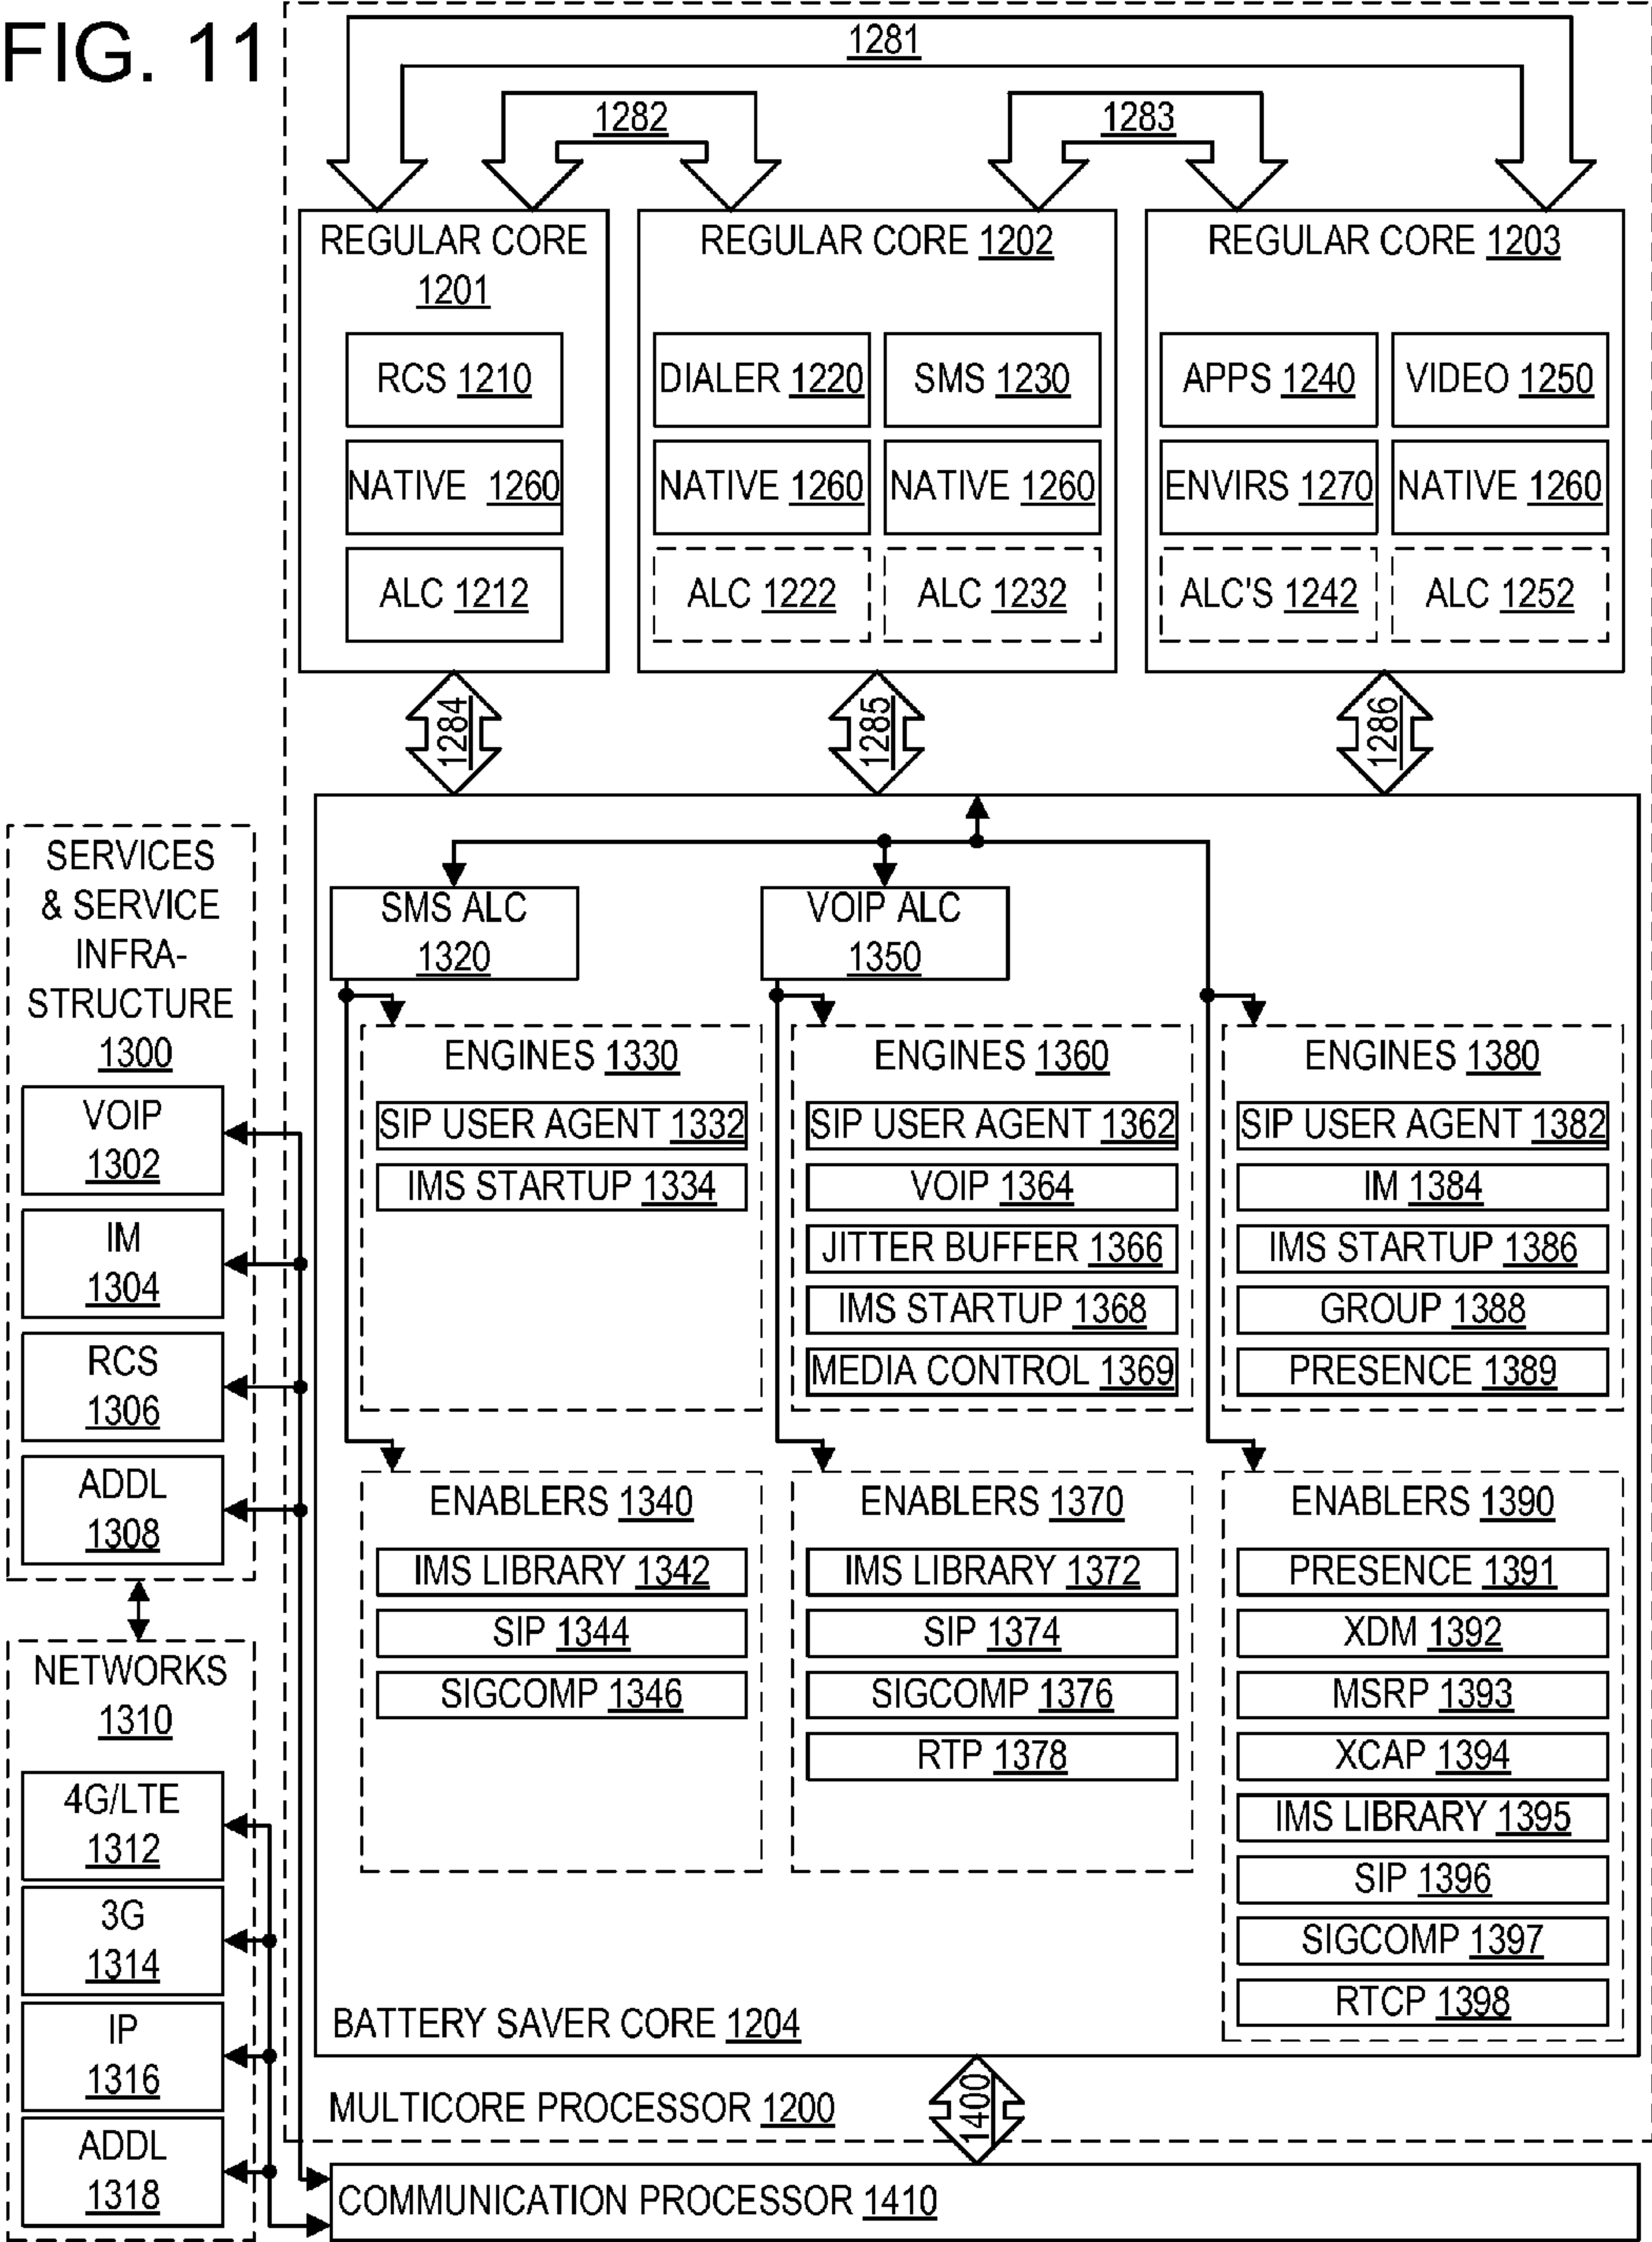 FIG. 11
1281
1282
1283
REGULAR CORE
1201
RCS 1210
NATIVE 1260
ALC 1212
REGULAR CORE 1202
DIALER 1220
SMS 1230
NATIVE 1260
NATIVE 1260
ALC 1222
ALC 1232
REGULAR CORE 1203
APPS 1240
VIDEO 1250
ENVIRS 1270
NATIVE 1260
ALC'S 1242
ALC 1252
1284
1285
1286
SERVICES
& SERVICE
INFRA-
STRUCTURE
1300
VOIP
1302
IM
1304
RCS
1306
ADDL
1308
NETWORKS
1310
4G/LTE
1312
3G
1314
IP
1316
ADDL
1318
SMS ALC
1320
VOIP ALC
1350
ENGINES 1330
SIP USER AGENT 1332
IMS STARTUP 1334
ENGINES 1360
SIP USER AGENT 1362
VOIP 1364
JITTER BUFFER 1366
IMS STARTUP 1368
MEDIA CONTROL 1369
ENGINES 1380
SIP USER AGENT 1382
IM 1384
IMS STARTUP 1386
GROUP 1388
PRESENCE 1389
ENABLERS 1340
IMS LIBRARY 1342
SIP 1344
SIGCOMP 1346
ENABLERS 1370
IMS LIBRARY 1372
SIP 1374
SIGCOMP 1376
RTP 1378
ENABLERS 1390
PRESENCE 1391
XDM 1392
MSRP 1393
XCAP 1394
IMS LIBRARY 1395
SIP 1396
SIGCOMP 1397
RTCP 1398
BATTERY SAVER CORE 1204
MULTICORE PROCESSOR 1200
1400
COMMUNICATION PROCESSOR 1410